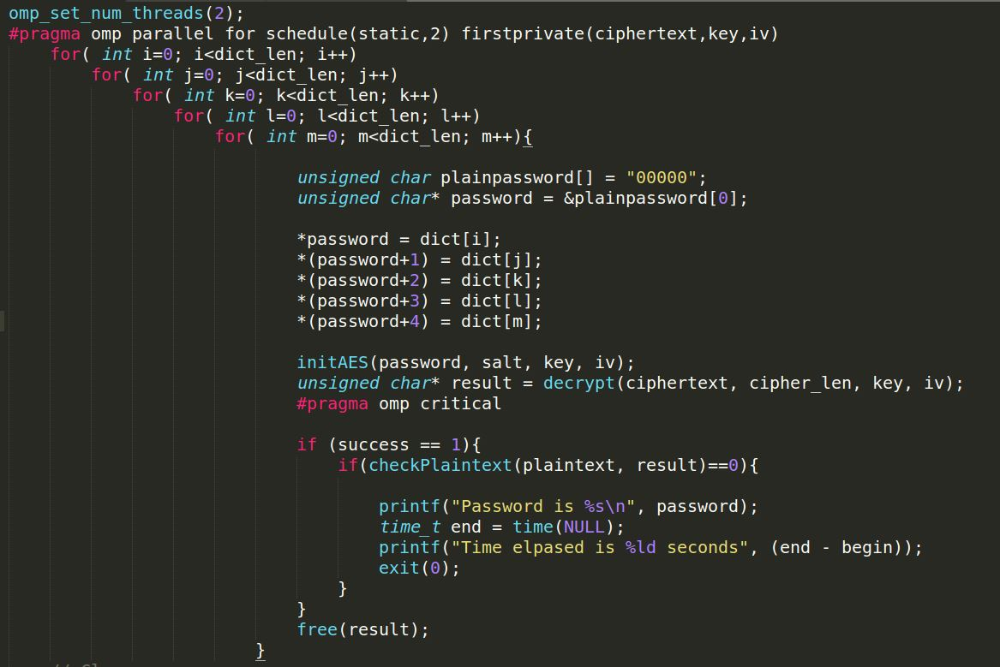 omp_set_num_threads(2);
#pragma omp parallel for schedule(static,2) firstprivate(ciphertext,key,iv)
for( int i=0; i<dict_len; i++)
for( int j=0; j<dict_len; j++)
for( int k=0; k<dict_len; k++)
for( int l=0; l<dict_len; l++)
for( int m=0; m<dict_len; m++){
unsigned char plainpassword[] = "00000";
unsigned char* password = &plainpassword[0];
*password = dict[i];
*(password+1) = dict[j];
*(password+2) = dict[k];
*(password+3) = dict[l];
*(password+4) = dict[m];
initAES(password, salt, key, iv);
unsigned char* result = decrypt(ciphertext, cipher_len, key, iv);
#pragma omp critical
if (success == 1){
if(checkPlaintext(plaintext, result)==0){
printf("Password is %s\n", password);
time_t end = time(NULL);
printf("Time elpased is %ld seconds", (end - begin));
exit(0);
}
}
free(result);
}